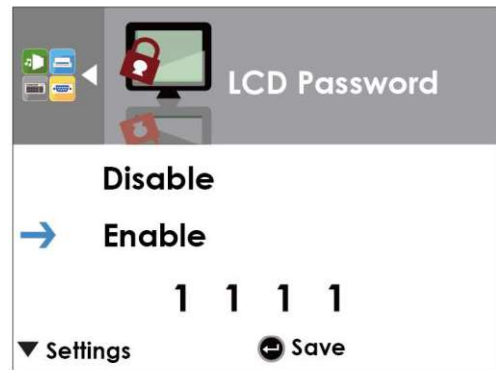 LCD Password
Disable
Enable
1 1 1 1
Settings
Save